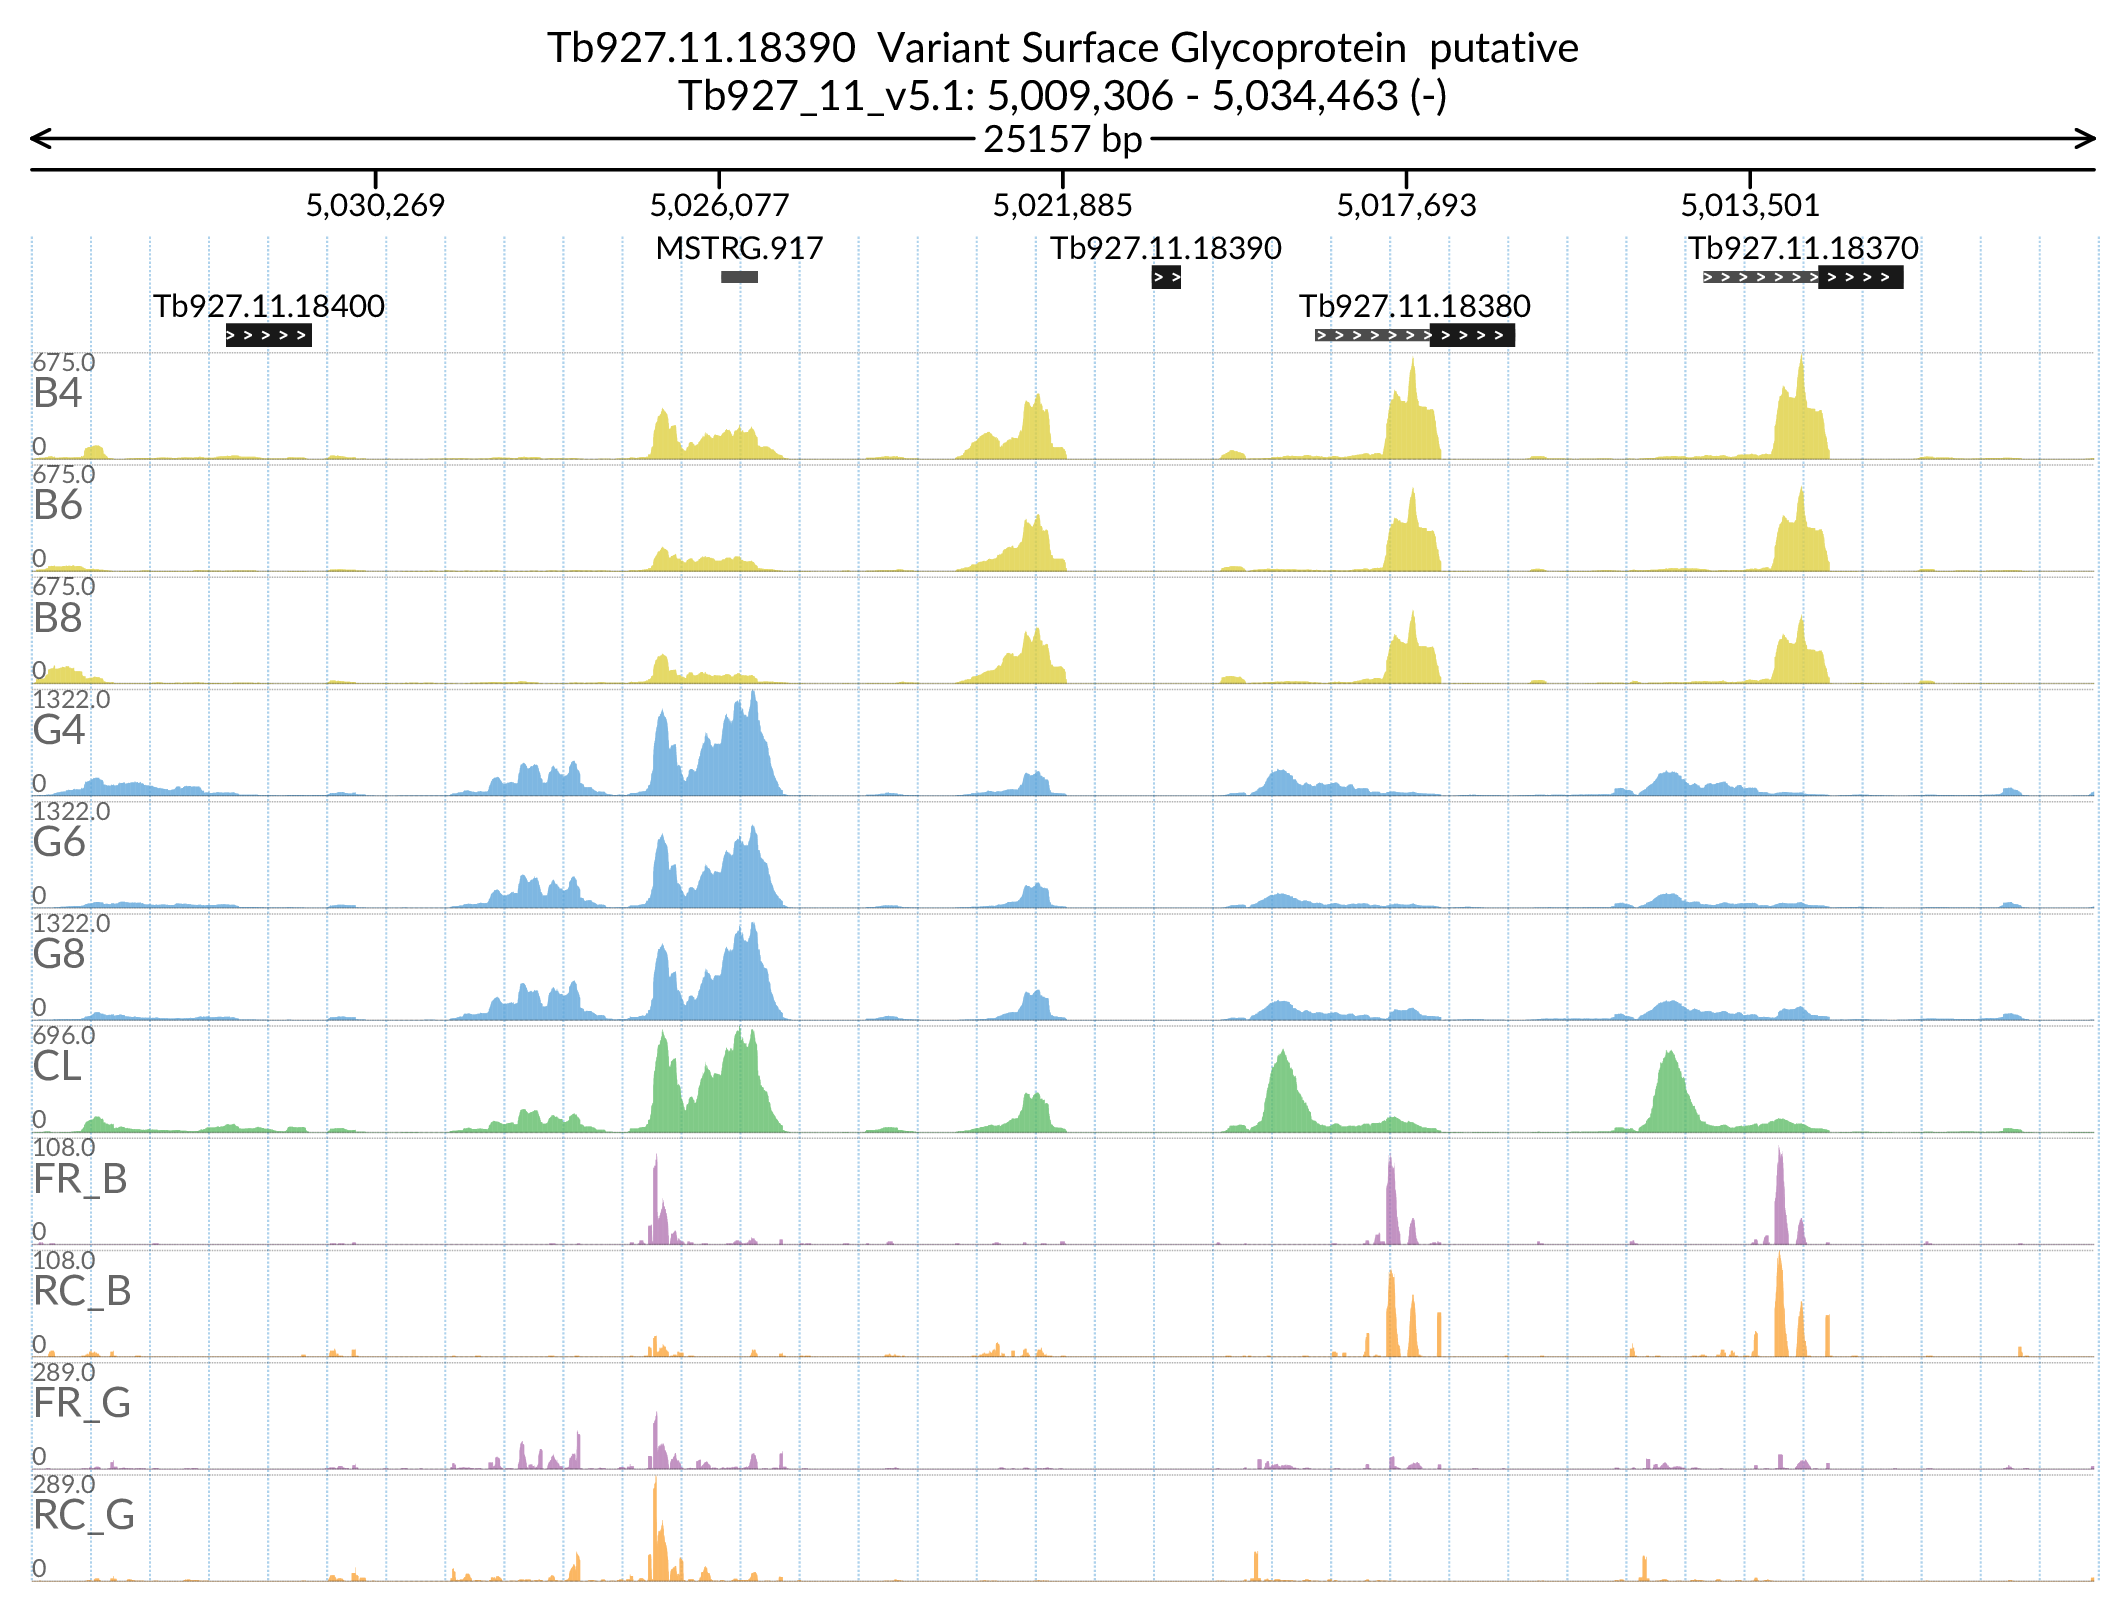 Tb927.11.18390  Variant Surface Glycoprotein  putative
Tb927_11_v5.1: 5,009,306 - 5,034,463 (-)
25157 bp
5,030,269 5,026,077 5,021,885 5,017,693 5,013,501
MSTRG.917 Tb927.11.18390 Tb927.11.18370
Tb927.11.18400 Tb927.11.18380
675.0
B4
0
675.0
B6
0
675.0
B8
0
1322.0
G4
0
1322.0
G6
0
1322.0
G8
0
696.0
CL
0
108.0
FR_B
0
108.0
RC_B
0
289.0
FR_G
0
289.0
RC_G
0